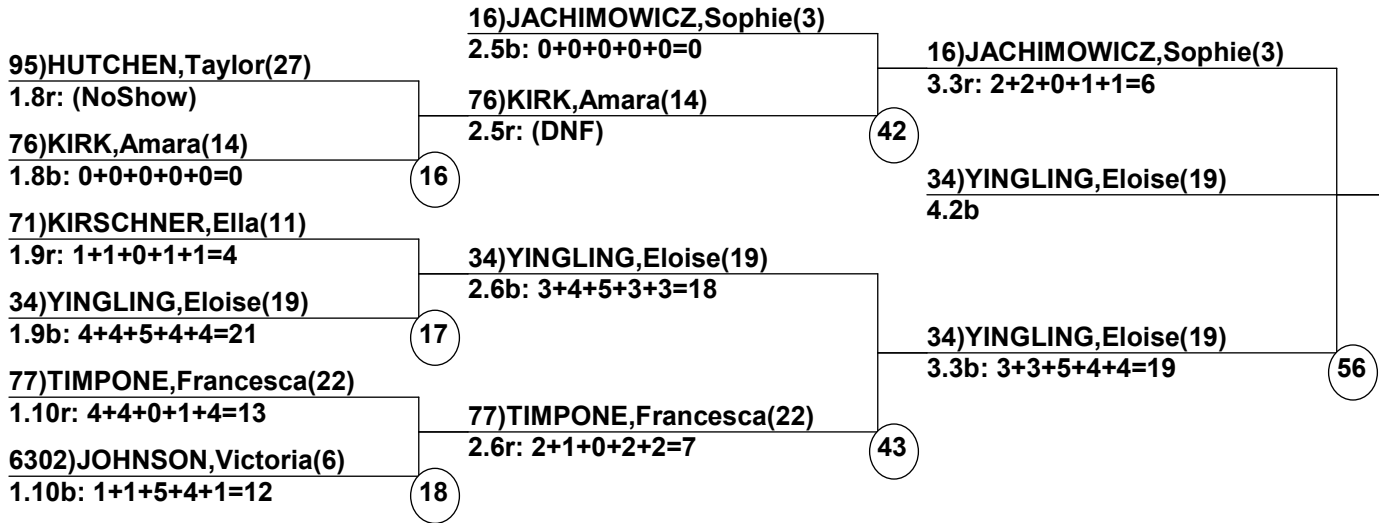 95)HUTCHEN,Taylor(27)
1.8r: (NoShow)
76)KIRK,Amara(14)
1.8b: 0+0+0+0+0=0
16
71)KIRSCHNER,Ella(11)
1.9r: 1+1+0+1+1=4
34)YINGLING,Eloise(19)
1.9b: 4+4+5+4+4=21
17
77)TIMPONE,Francesca(22)
1.10r: 4+4+0+1+4=13
6302)JOHNSON,Victoria(6)
1.10b: 1+1+5+4+1=12
18
16)JACHIMOWICZ,Sophie(3)
2.5b: 0+0+0+0+0=0
76)KIRK,Amara(14)
2.5r: (DNF)
42
34)YINGLING,Eloise(19)
2.6b: 3+4+5+3+3=18
77)TIMPONE,Francesca(22)
2.6r: 2+1+0+2+2=7
43
16)JACHIMOWICZ,Sophie(3)
3.3r: 2+2+0+1+1=6
34)YINGLING,Eloise(19)
4.2b
34)YINGLING,Eloise(19)
3.3b: 3+3+5+4+4=19
56